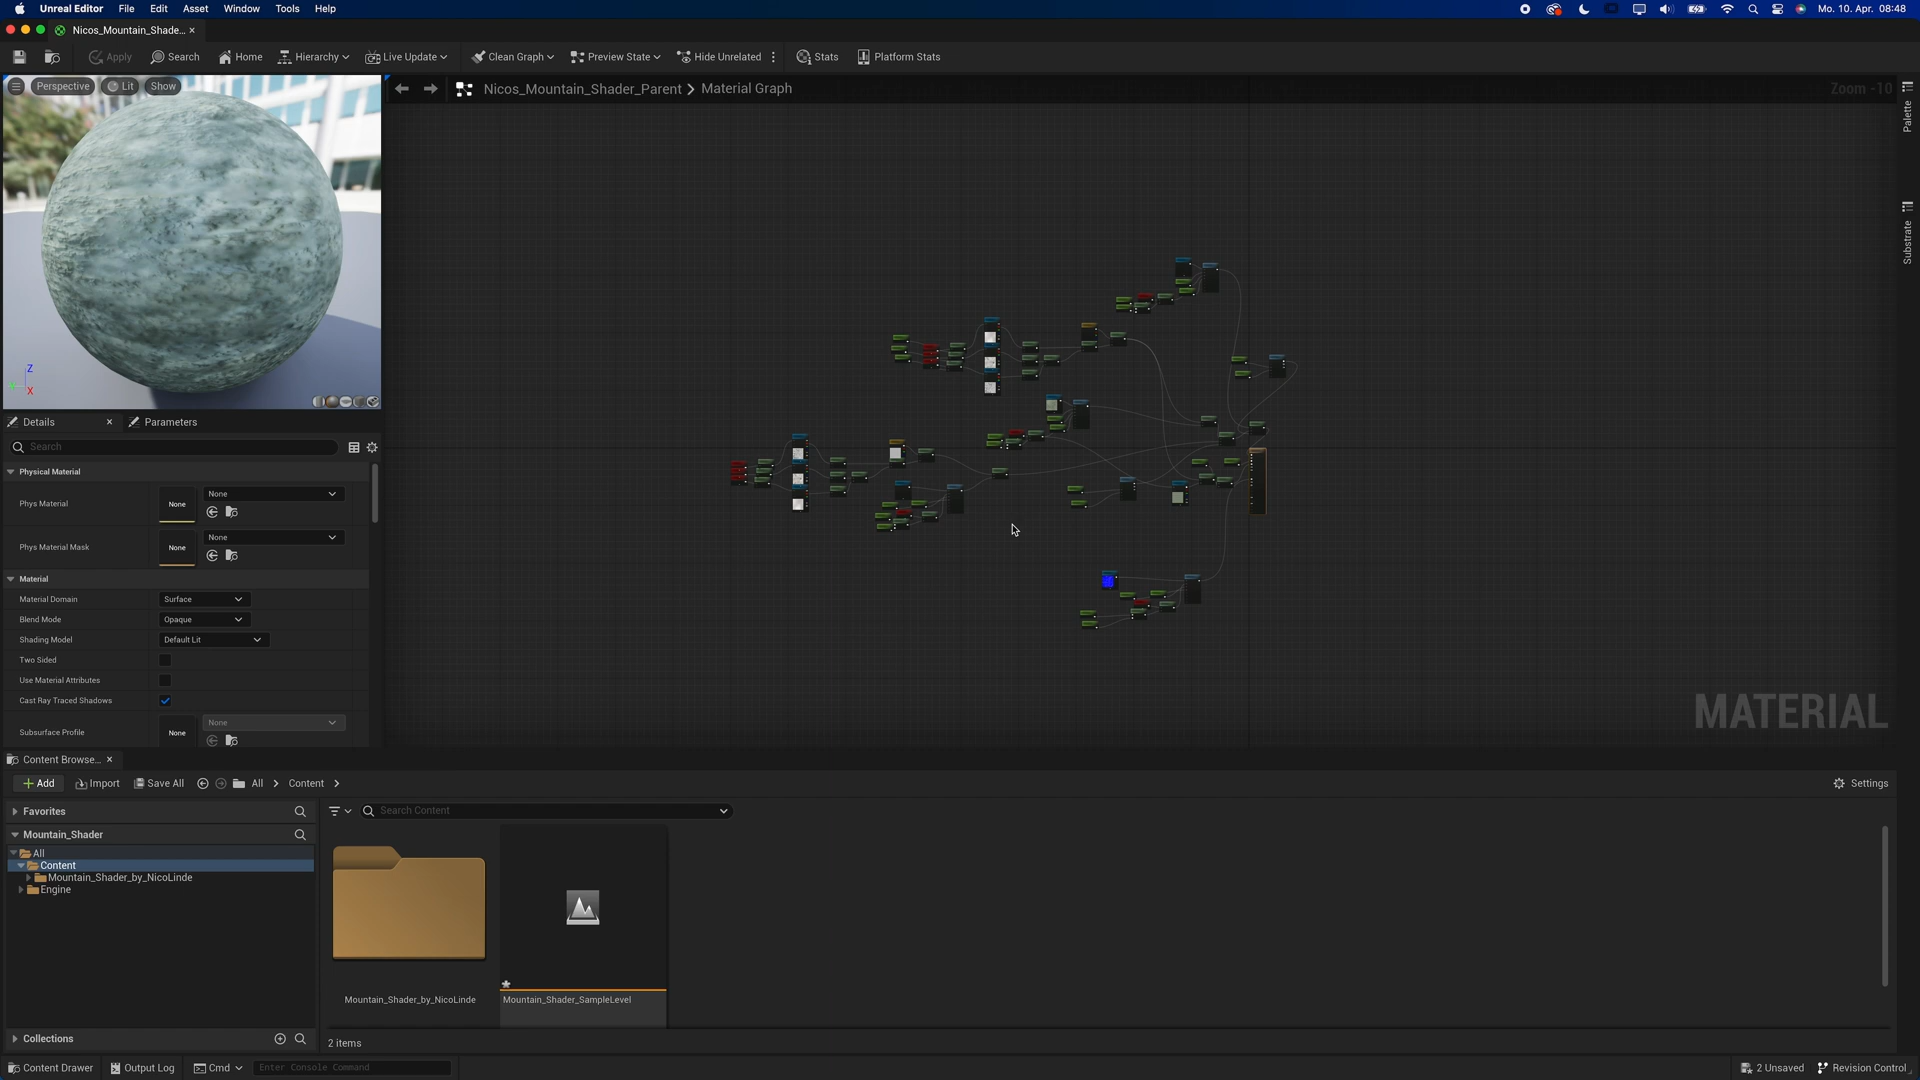 Unreal Editor File Edit Asset Window Tools Help Mo. 10. Apr. 08:48
Nicos_Mountain_Shade...
Apply Search Home Hierarchy Live Update Clean Graph Preview State Hide Unrelated Stats Platform Stats
Perspective Lit Show
Nicos_Mountain_Shader_Parent > Material Graph Zoom -10
Palette
Substrate
Z
X
Details Parameters
Search
Physical Material
Phys Material None None
Phys Material Mask None None
Material
Material Domain Surface
Blend Mode Opaque
Shading Model Default Lit
Two Sided
Use Material Attributes
Cast Ray Traced Shadows
Subsurface Profile None None
MATERIAL
Content Browse...
+ Add Import Save All All > Content > Settings
Favorites Search Content
Mountain_Shader
All
Content
Mountain_Shader_by_NicoLinde
Engine
Mountain_Shader_by_NicoLinde Mountain_Shader_SampleLevel
Collections 2 items
Content Drawer Output Log Cmd Enter Console Command 2 Unsaved Revision Control